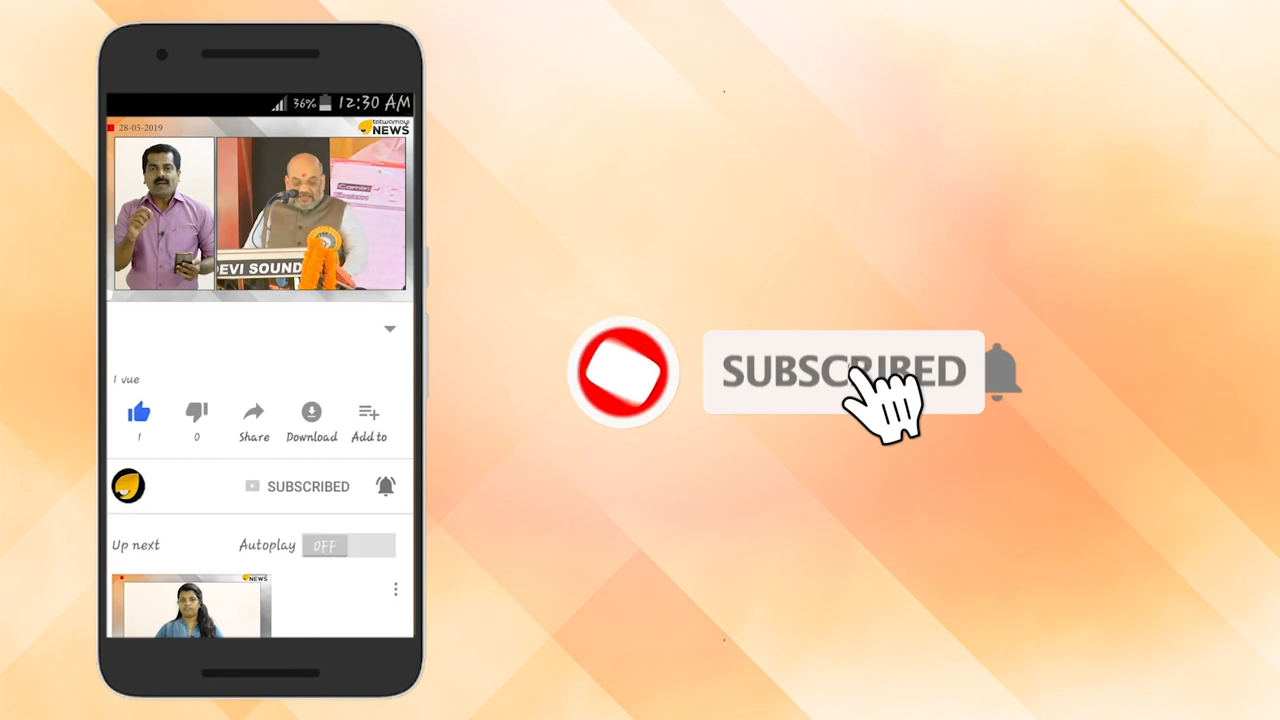 36% 12:30 AM
28-05-2019
tatwamayi
NEWS
DEVI SOUND
1 vue
1
0
Share
Download
Add to
SUBSCRIBED
Up next
Autoplay
OFF
NEWS
SUBSCRIBED